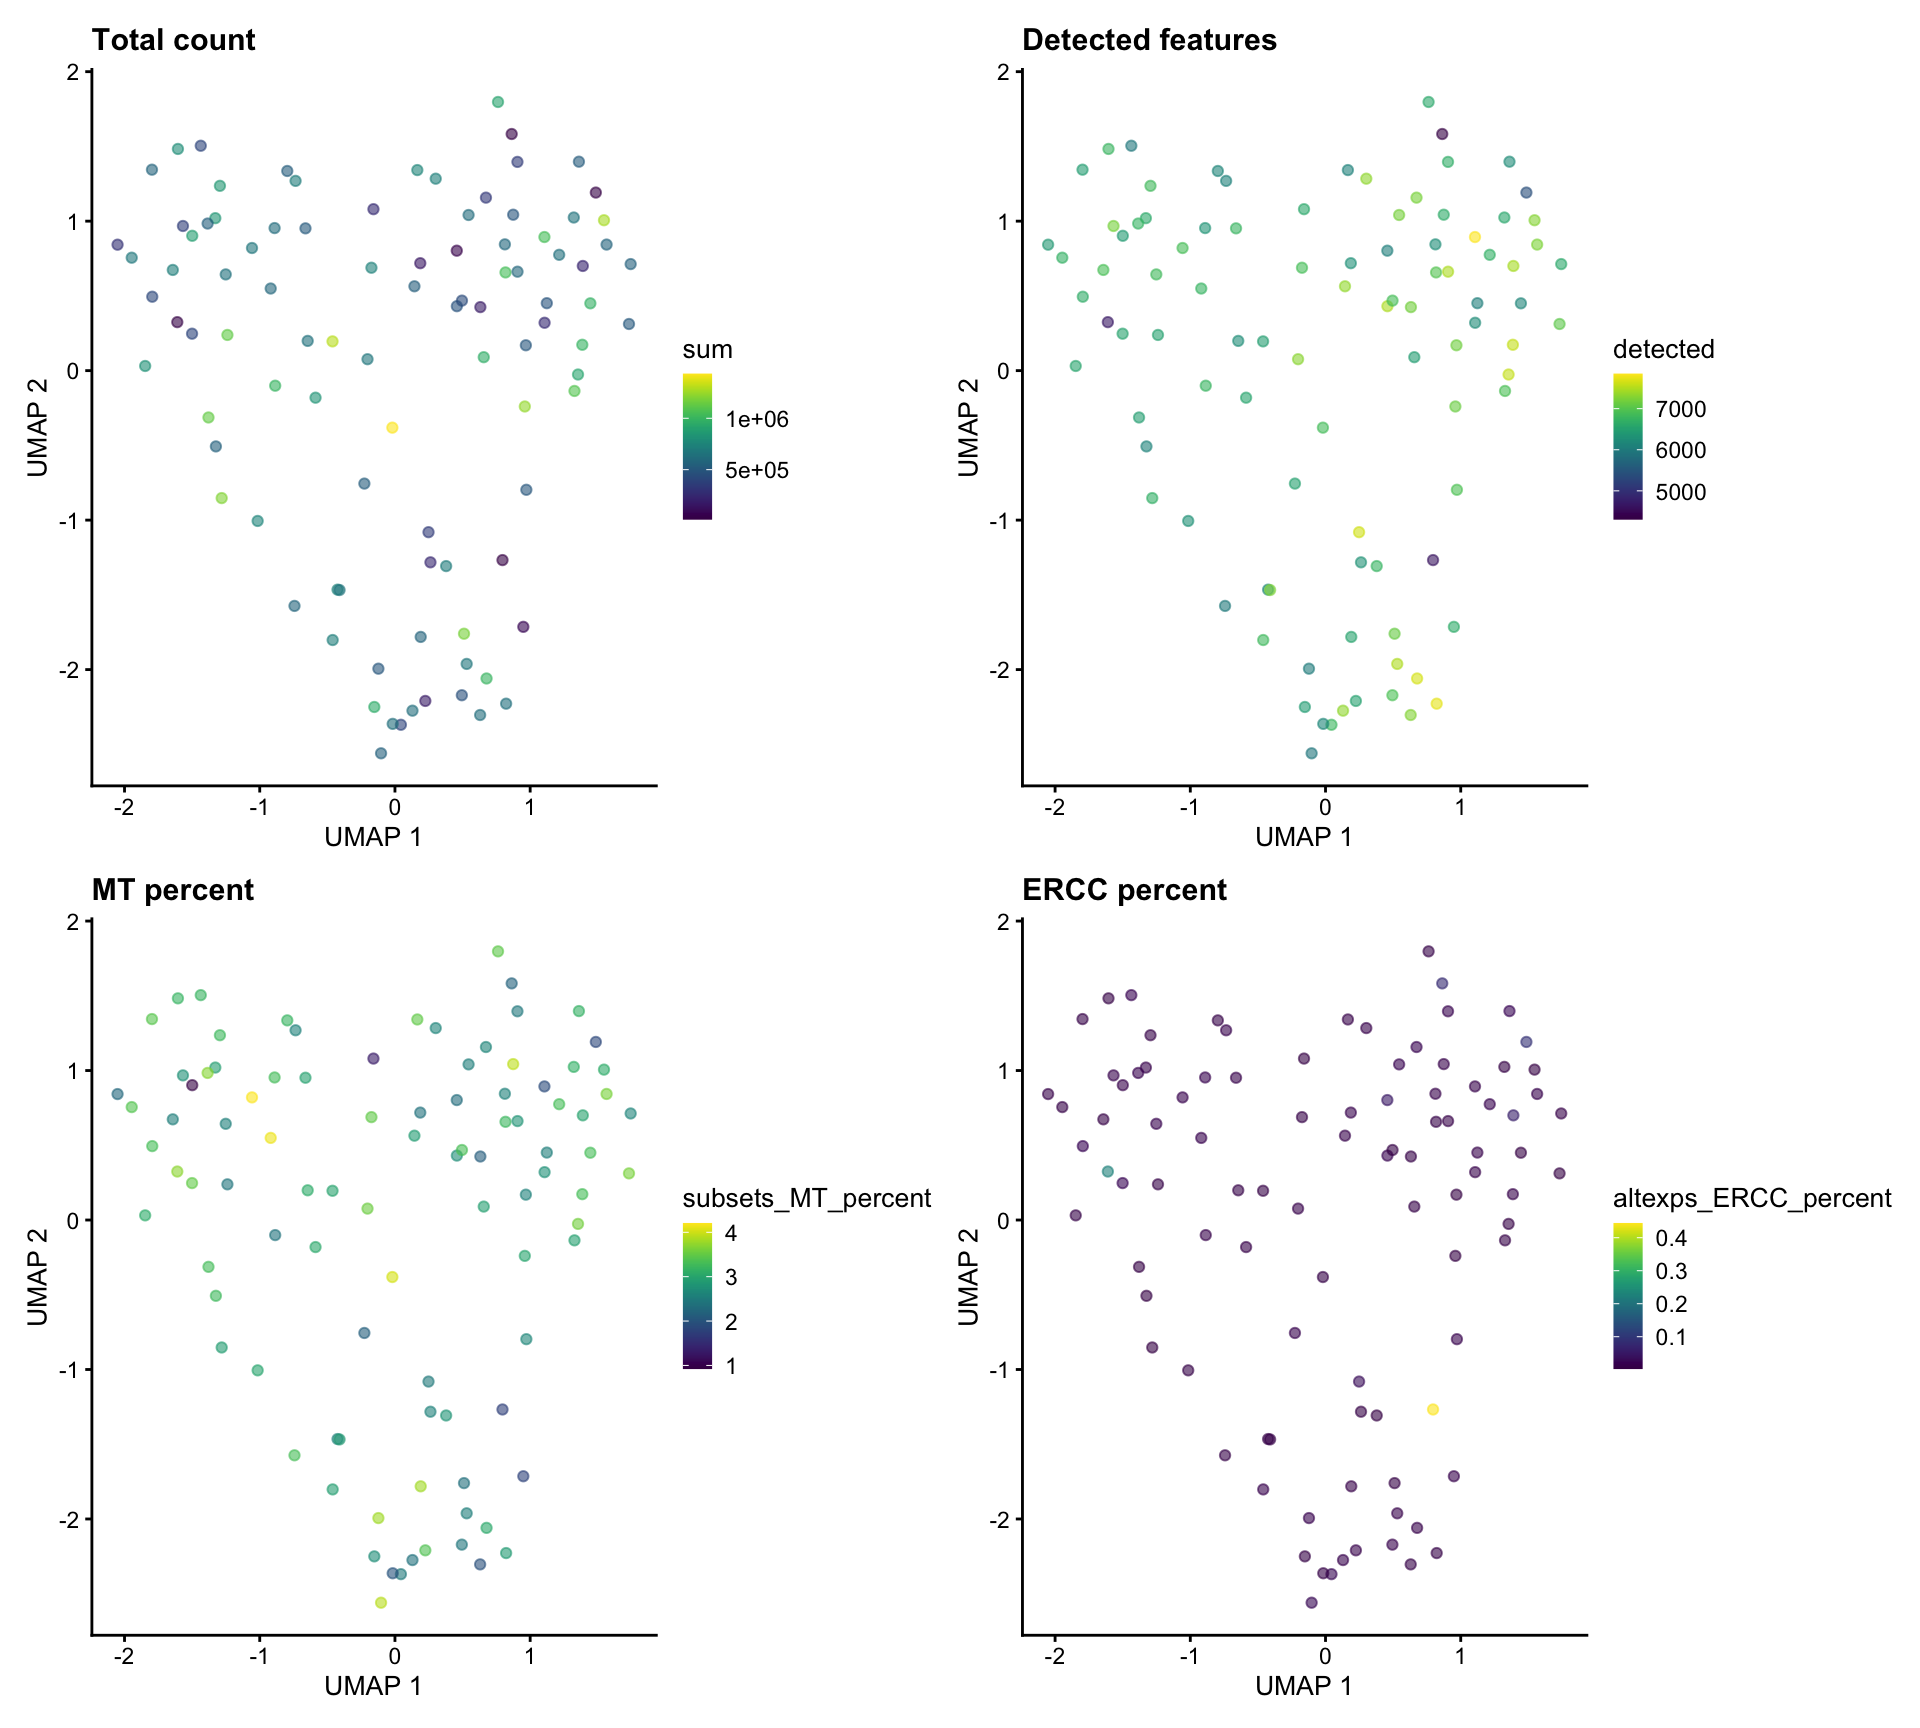 Total count
2
1
0
-1
-2
UMAP 2
-2
-1
0
1
UMAP 1
sum
1e+06
5e+05
Detected features
2
1
0
-1
-2
UMAP 2
-2
-1
0
1
UMAP 1
detected
7000
6000
5000
MT percent
2
1
0
-1
-2
UMAP 2
-2
-1
0
1
UMAP 1
subsets_MT_percent
4
3
2
1
ERCC percent
2
1
0
-1
-2
UMAP 2
-2
-1
0
1
UMAP 1
altexps_ERCC_percent
0.4
0.3
0.2
0.1